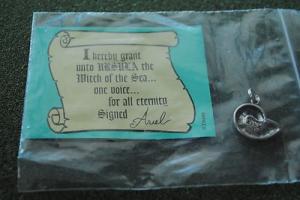 I hereby grant
unto URSULA the
Witch of the Sea...
one voice...
for all eternity
Signed Ariel